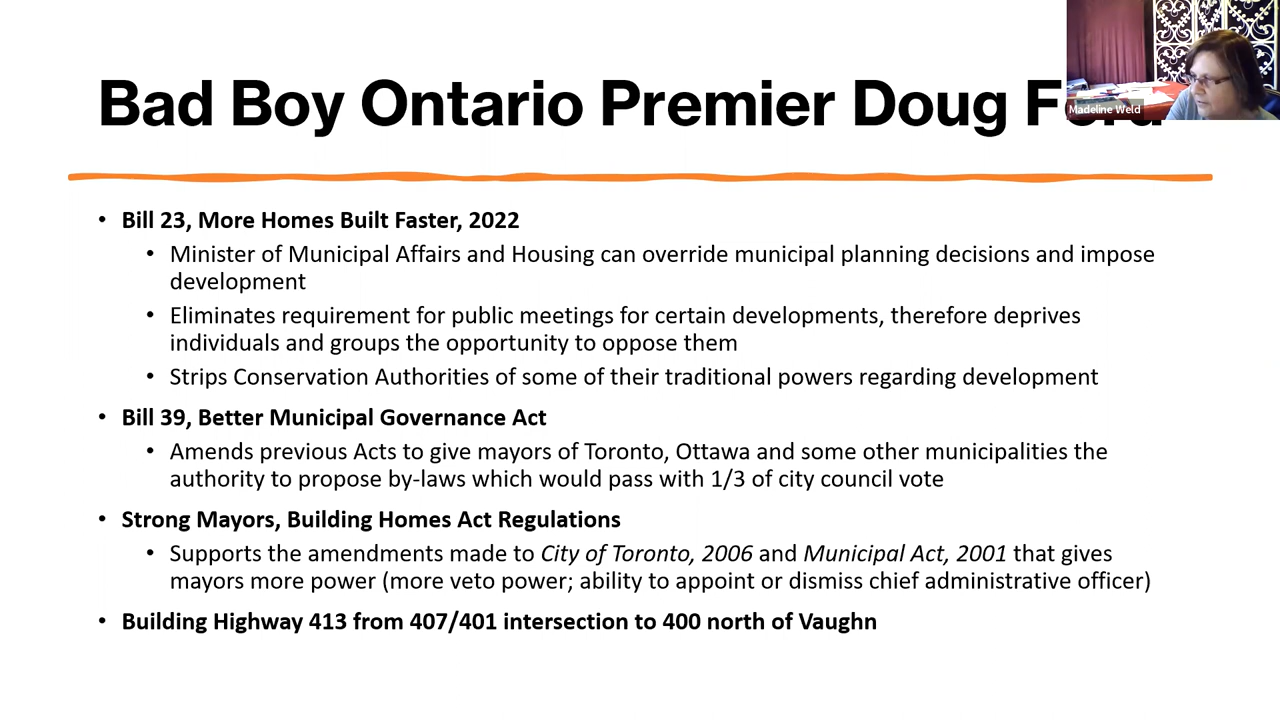 Bad Boy Ontario Premier Doug Ford
Madeline Weld
• Bill 23, More Homes Built Faster, 2022
• Minister of Municipal Affairs and Housing can override municipal planning decisions and impose
development
• Eliminates requirement for public meetings for certain developments, therefore deprives
individuals and groups the opportunity to oppose them
• Strips Conservation Authorities of some of their traditional powers regarding development
• Bill 39, Better Municipal Governance Act
• Amends previous Acts to give mayors of Toronto, Ottawa and some other municipalities the
authority to propose by-laws which would pass with 1/3 of city council vote
• Strong Mayors, Building Homes Act Regulations
• Supports the amendments made to City of Toronto, 2006 and Municipal Act, 2001 that gives
mayors more power (more veto power; ability to appoint or dismiss chief administrative officer)
• Building Highway 413 from 407/401 intersection to 400 north of Vaughn